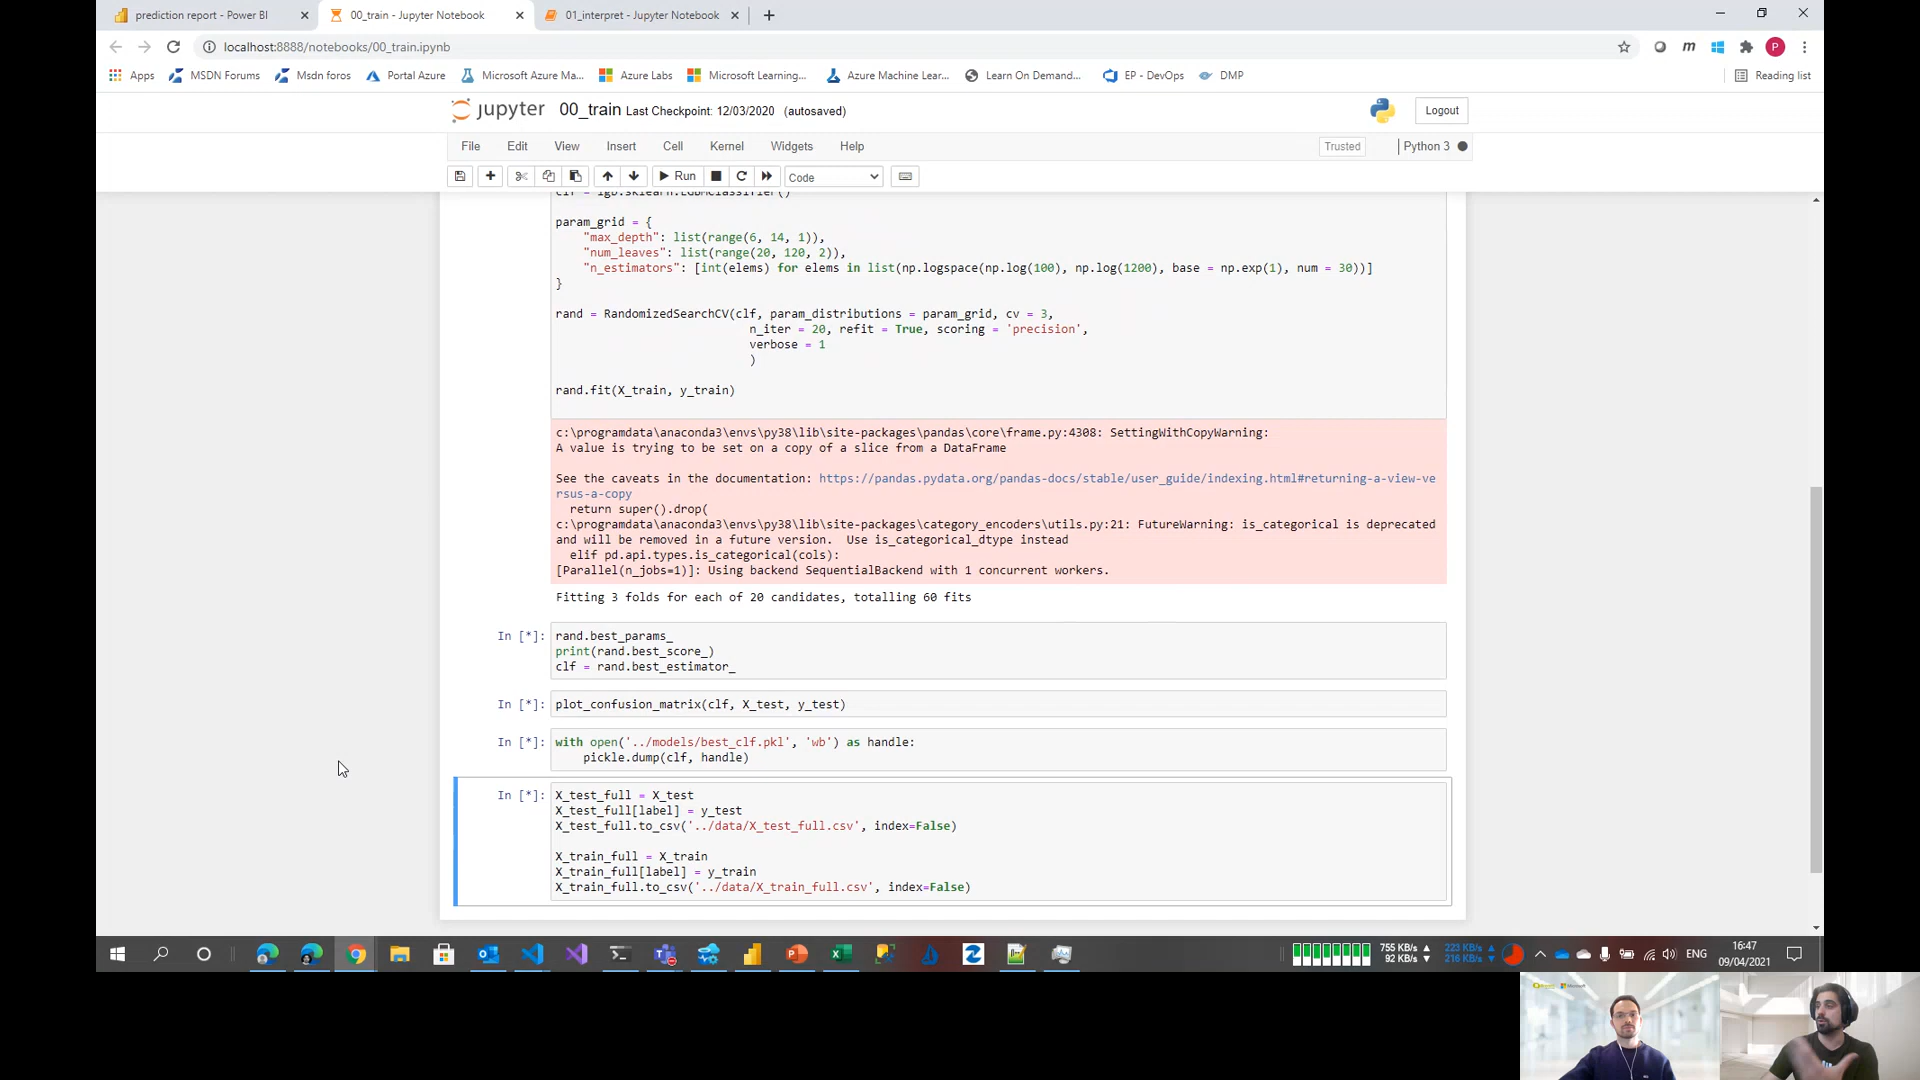 prediction report - Power BI
00_train - Jupyter Notebook
01_interpret - Jupyter Notebook
localhost:8888/notebooks/00_train.ipynb
Apps
MSDN Forums
Msdn foros
Portal Azure
Microsoft Azure Ma...
Azure Labs
Microsoft Learning...
Azure Machine Lear...
Learn On Demand...
EP - DevOps
DMP
Reading list
jupyter
00_train Last Checkpoint: 12/03/2020 (autosaved)
Logout
File Edit View Insert Cell Kernel Widgets Help
Trusted
Python 3
Run
Code
clf = lgb.sklearn.LGBMClassifier()
param_grid = {
"max_depth": list(range(6, 14, 1)),
"num_leaves": list(range(20, 120, 2)),
"n_estimators": [int(elems) for elems in list(np.logspace(np.log(100), np.log(1200), base = np.exp(1), num = 30))]
}
rand = RandomizedSearchCV(clf, param_distributions = param_grid, cv = 3,
n_iter = 20, refit = True, scoring = 'precision',
verbose = 1
)
rand.fit(X_train, y_train)
c:\programdata\anaconda3\envs\py38\lib\site-packages\pandas\core\frame.py:4308: SettingWithCopyWarning:
A value is trying to be set on a copy of a slice from a DataFrame
See the caveats in the documentation: https://pandas.pydata.org/pandas-docs/stable/user_guide/indexing.html#returning-a-view-ve
rsus-a-copy
return super().drop(
c:\programdata\anaconda3\envs\py38\lib\site-packages\category_encoders\utils.py:21: FutureWarning: is_categorical is deprecated
and will be removed in a future version.  Use is_categorical_dtype instead
elif pd.api.types.is_categorical(cols):
[Parallel(n_jobs=1)]: Using backend SequentialBackend with 1 concurrent workers.
Fitting 3 folds for each of 20 candidates, totalling 60 fits
In [*]: rand.best_params_
print(rand.best_score_)
clf = rand.best_estimator_
In [*]: plot_confusion_matrix(clf, X_test, y_test)
In [*]: with open('../models/best_clf.pkl', 'wb') as handle:
pickle.dump(clf, handle)
In [*]: X_test_full = X_test
X_test_full[label] = y_test
X_test_full.to_csv('../data/X_test_full.csv', index=False)
X_train_full = X_train
X_train_full[label] = y_train
X_train_full.to_csv('../data/X_train_full.csv', index=False)
755 KB/s
92 KB/s
223 KB/s
216 KB/s
ENG
16:47
09/04/2021